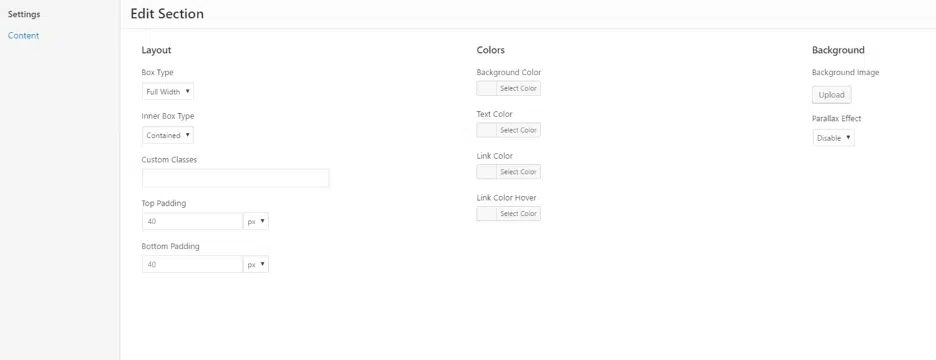 Settings
Content
Edit Section
Layout
Box Type
Full Width
Inner Box Type
Contained
Custom Classes
Top Padding
40 px
Bottom Padding
40 px
Colors
Background Color
Select Color
Text Color
Select Color
Link Color
Select Color
Link Color Hover
Select Color
Background
Background Image
Upload
Parallax Effect
Disable